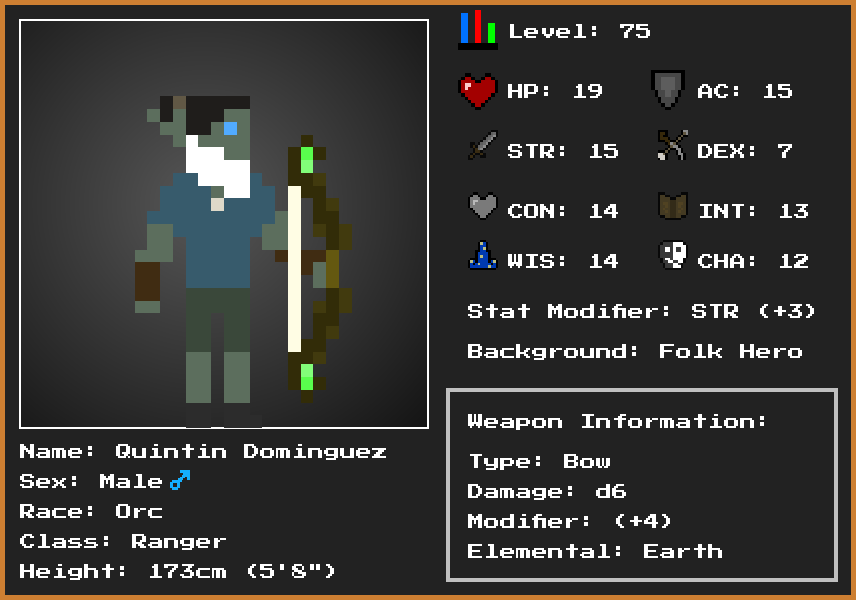 Level: 75
HP: 19
AC: 15
STR: 15
DEX: 7
CON: 14
INT: 13
WIS: 14
CHA: 12
Stat Modifier: STR (+3)
Background: Folk Hero
Weapon Information:
Type: Bow
Damage: d6
Modifier: (+4)
Elemental: Earth
Name: Quintin Dominguez
Sex: Male ♂
Race: Orc
Class: Ranger
Height: 173cm (5'8")